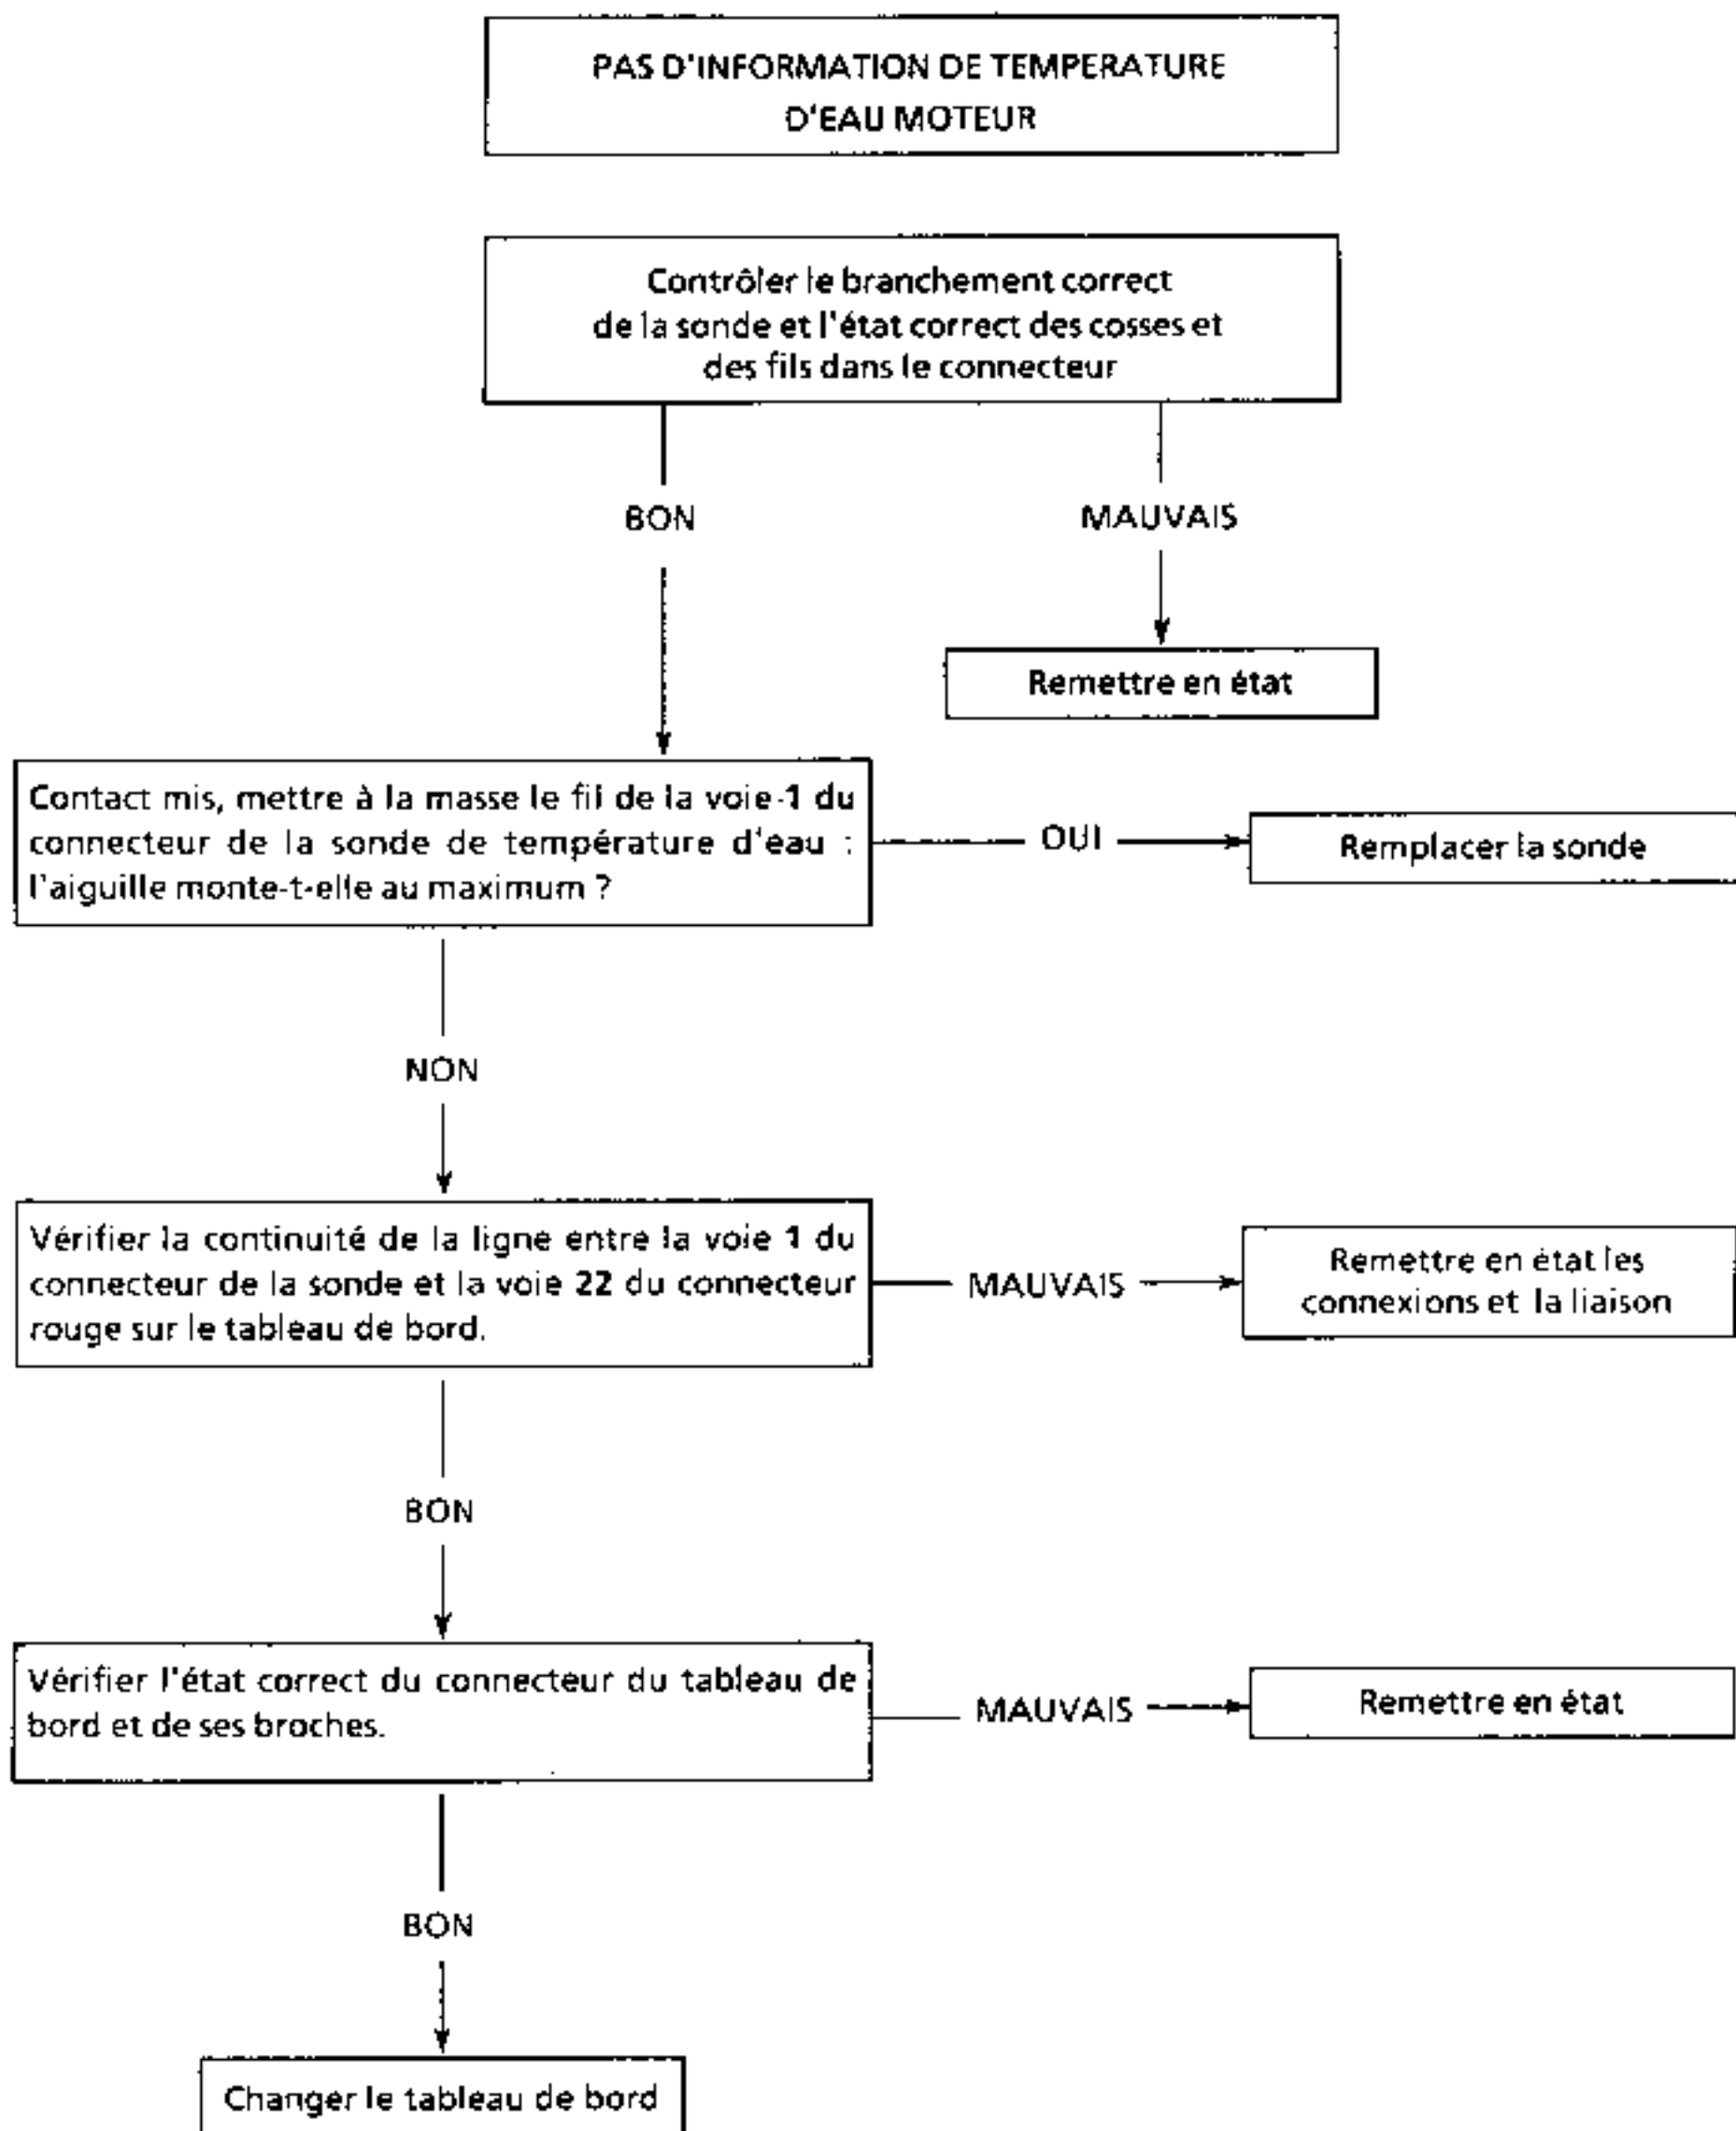 PAS D'INFORMATION DE TEMPERATURE
D'EAU MOTEUR
Contrôler le branchement correct
de la sonde et l'état correct des cosses et
des fils dans le connecteur
BON
MAUVAIS
Remettre en état
Contact mis, mettre à la masse le fil de la voie-1 du
connecteur de la sonde de température d'eau :
l'aiguille monte-t-elle au maximum ?
OUI
Remplacer la sonde
NON
Vérifier la continuité de la ligne entre la voie 1 du
connecteur de la sonde et la voie 22 du connecteur
rouge sur le tableau de bord.
MAUVAIS
Remettre en état les
connexions et la liaison
BON
Vérifier l'état correct du connecteur du tableau de
bord et de ses broches.
MAUVAIS
Remettre en état
BON
Changer le tableau de bord